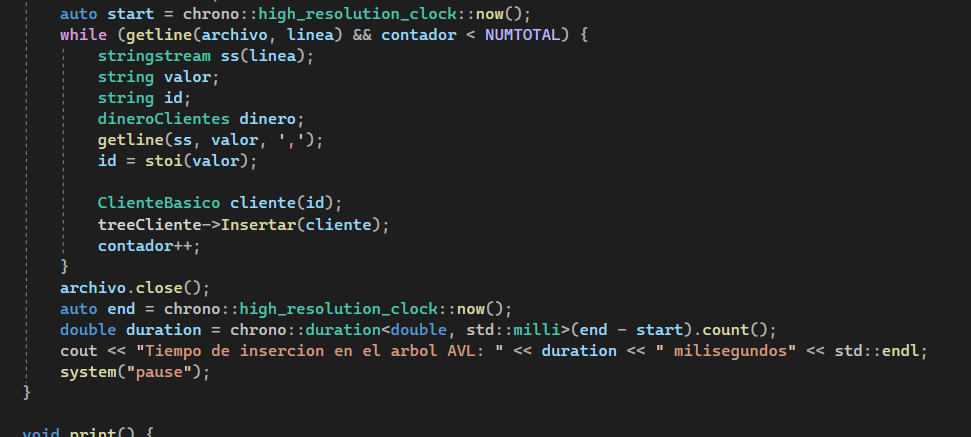 auto start = chrono::high_resolution_clock::now();
while (getline(archivo, linea) && contador < NUMTOTAL) {
stringstream ss(linea);
string valor;
string id;
dineroClientes dinero;
getline(ss, valor, ',');
id = stoi(valor);
ClienteBasico cliente(id);
treeCliente->Insertar(cliente);
contador++;
}
archivo.close();
auto end = chrono::high_resolution_clock::now();
double duration = chrono::duration<double, std::milli>(end - start).count();
cout << "Tiempo de insercion en el arbol AVL: " << duration << " milisegundos" << std::endl;
system("pause");
}
void print() {